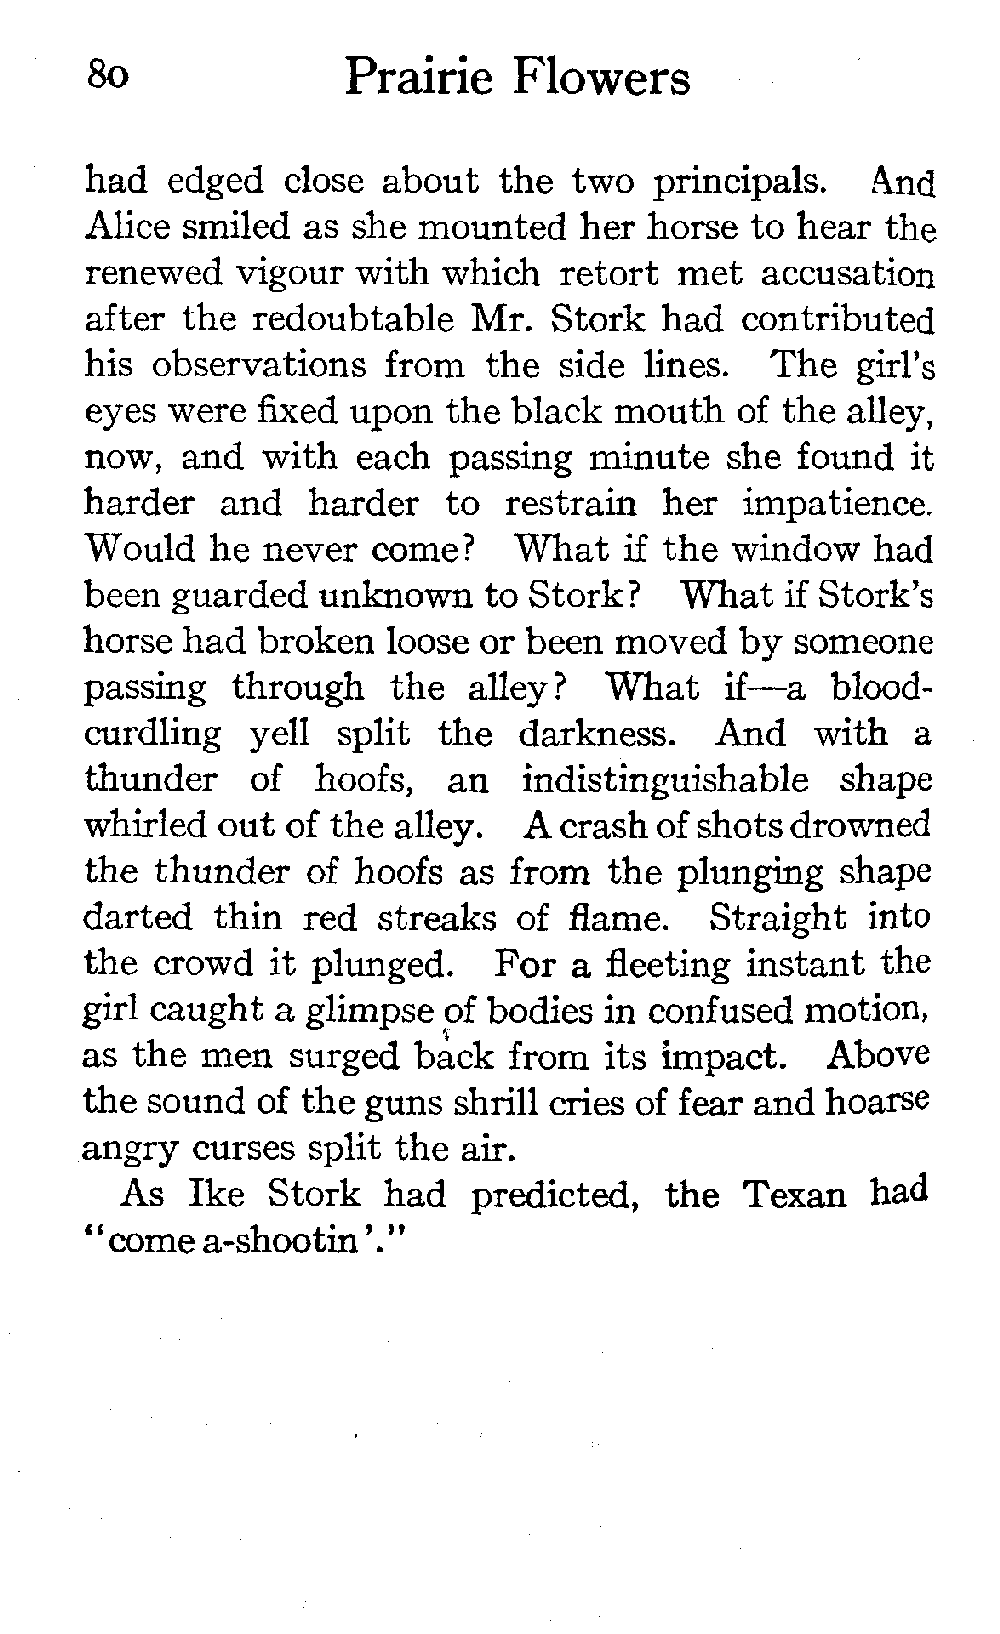 80 Prairie Flowers
had edged close about the two principals. And
Alice smiled as she mounted her horse to hear the
renewed vigour with which retort met accusation
after the redoubtable Mr. Stork had contributed
his observations from the side lines. The girl's
eyes were fixed upon the black mouth of the alley,
now, and with each passing minute she found it
harder and harder to restrain her impatience.
Would he never come? What if the window had
been guarded unknown to Stork? What if Stork's
horse had broken loose or been moved by someone
passing through the alley? What if—a blood-
curdling yell split the darkness. And with a
thunder of hoofs, an indistinguishable shape
whirled out of the alley. A crash of shots drowned
the thunder of hoofs as from the plunging shape
darted thin red streaks of flame. Straight into
the crowd it plunged. For a fleeting instant the
girl caught a glimpse of bodies in confused motion,
as the men surged back from its impact. Above
the sound of the guns shrill cries of fear and hoarse
angry curses split the air.
As Ike Stork had predicted, the Texan had
"come a-shootin'."